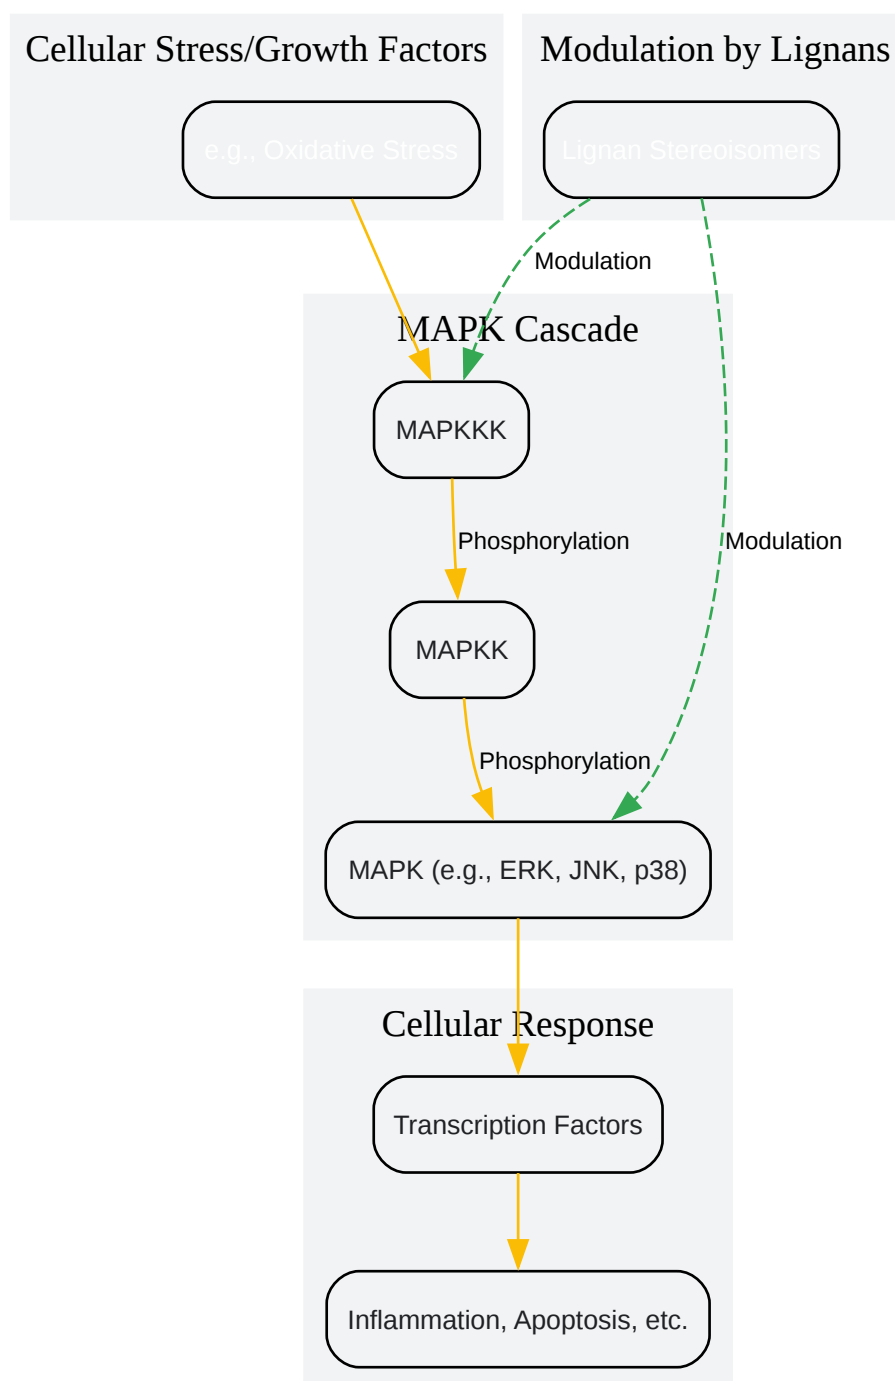 Cellular Stress/Growth Factors
Modulation by Lignans
e.g., Oxidative Stress
Lignan Stereoisomers
Modulation
MAPK Cascade
MAPKKK
Phosphorylation
Modulation
MAPKK
Phosphorylation
MAPK (e.g., ERK, JNK, p38)
Cellular Response
Transcription Factors
Inflammation, Apoptosis, etc.